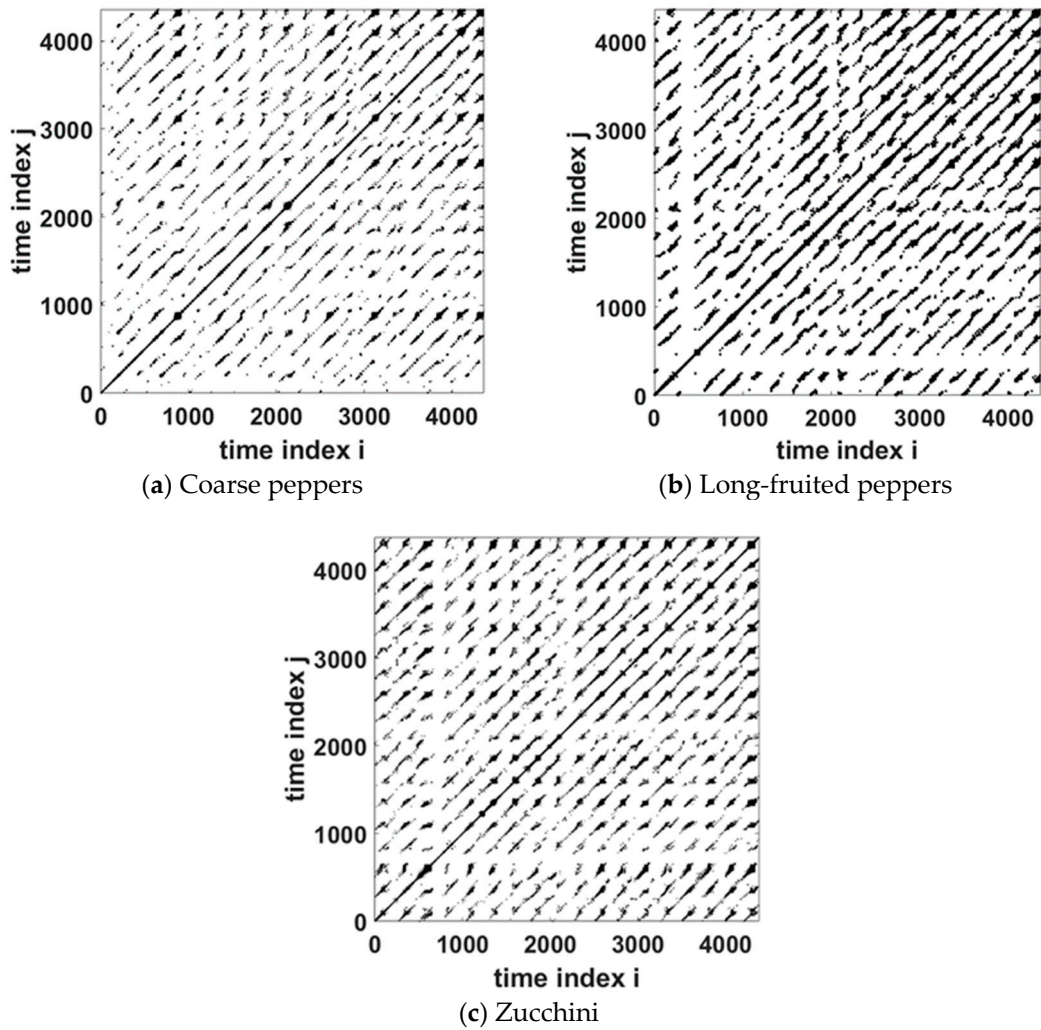 4000
3000
2000
1000
0
time index j
0 1000 2000 3000 4000
time index i
(a) Coarse peppers
4000
3000
2000
1000
0
time index j
0 1000 2000 3000 4000
time index i
(b) Long-fruited peppers
4000
3000
2000
1000
0
time index j
0 1000 2000 3000 4000
time index i
(c) Zucchini